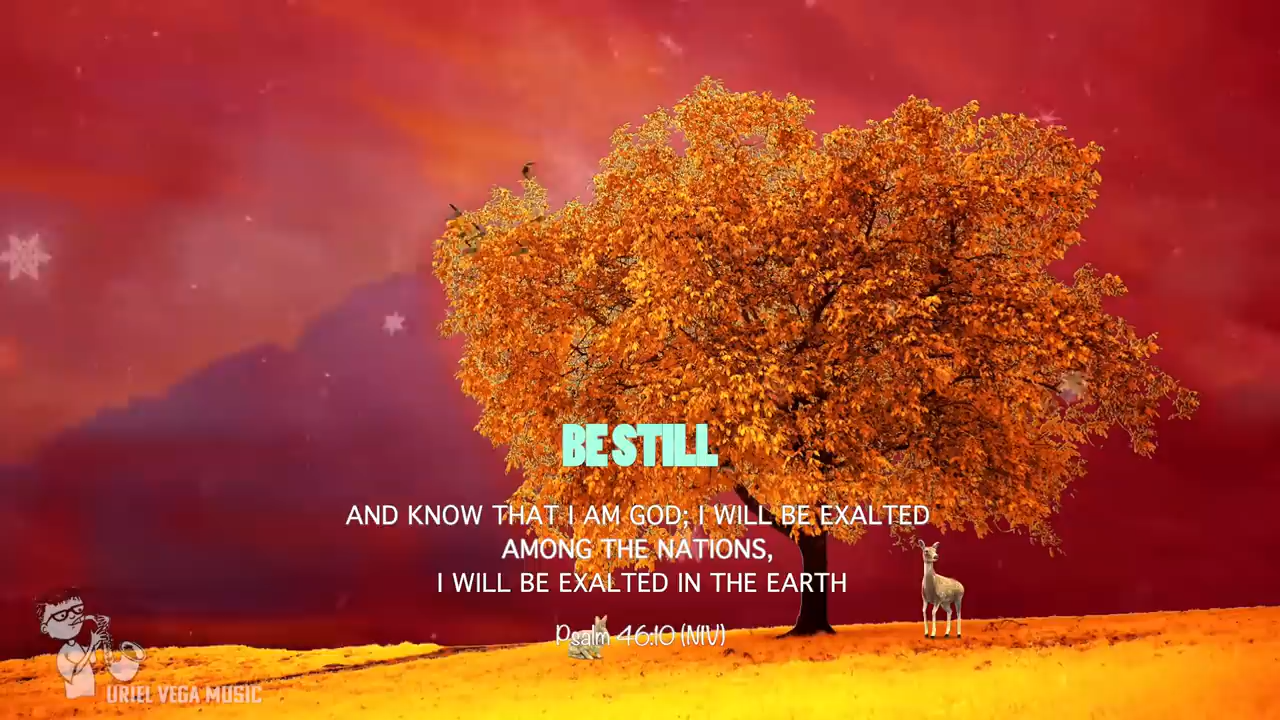 BE STILL
AND KNOW THAT I AM GOD; I WILL BE EXALTED
AMONG THE NATIONS,
I WILL BE EXALTED IN THE EARTH
Psalm 46:10 (NIV)
URIEL VEGA MUSIC